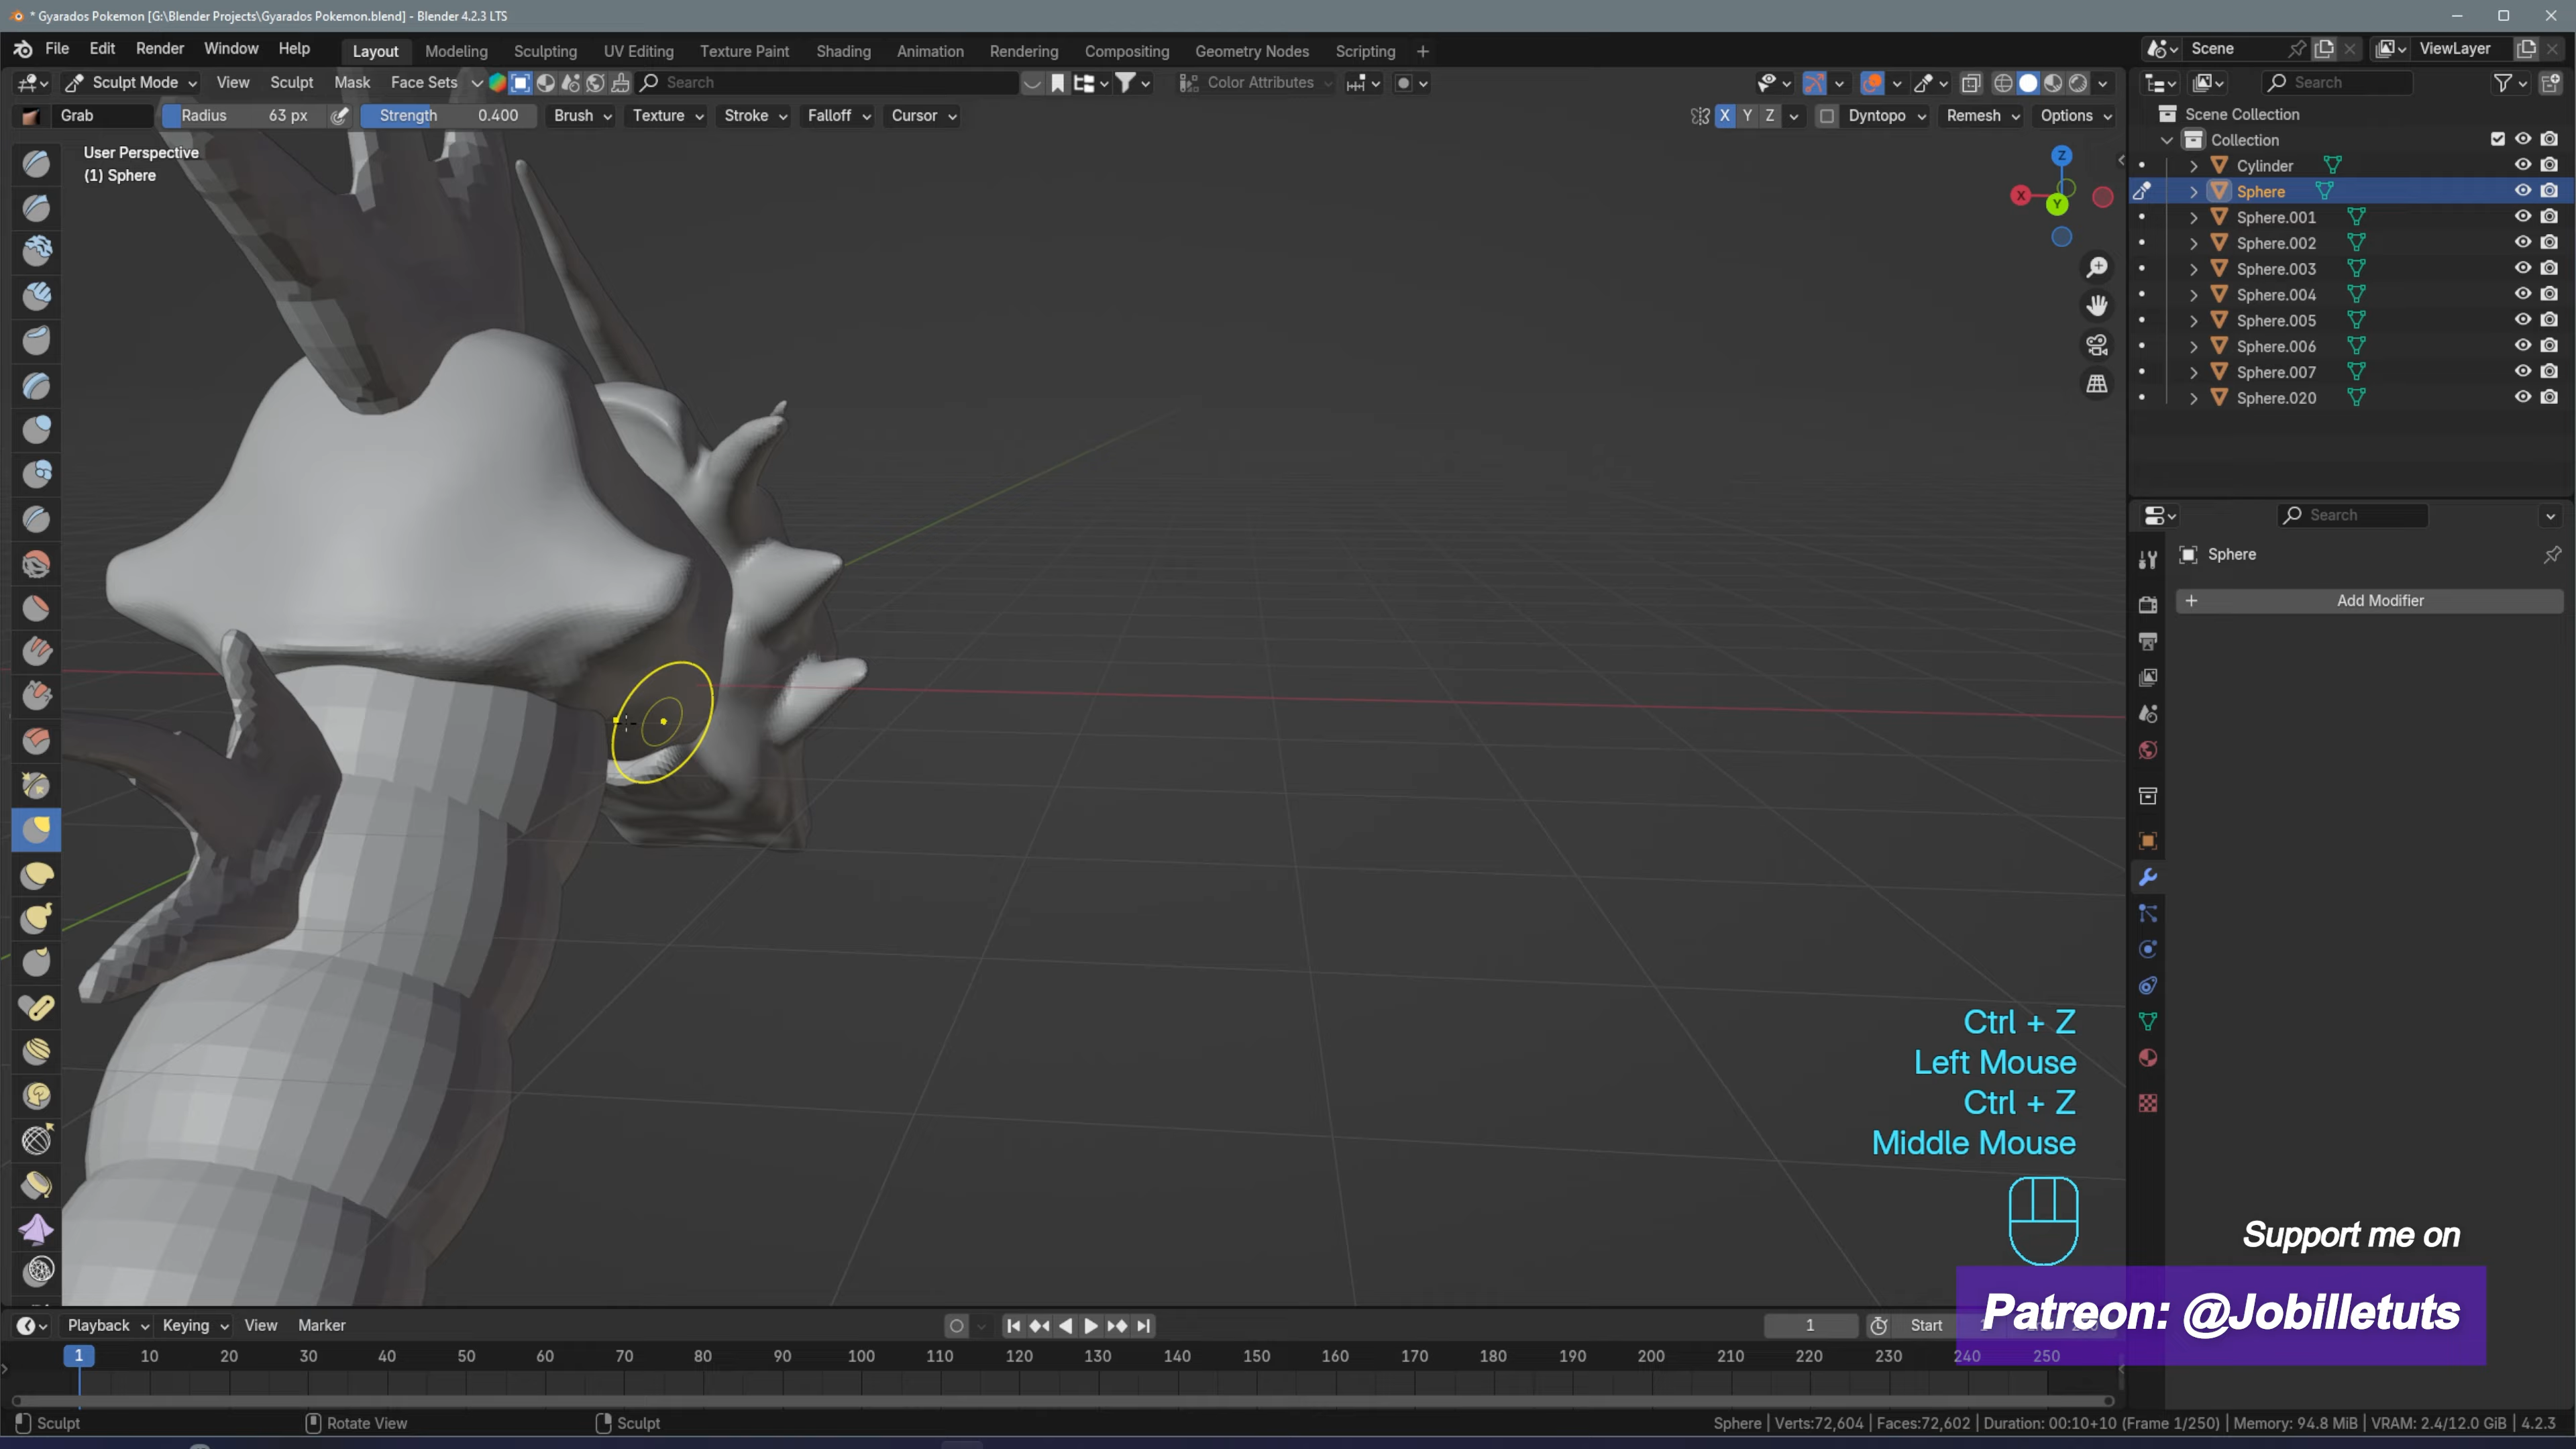 * Gyarados Pokemon [G:\Blender Projects\Gyarados Pokemon.blend] - Blender 4.2.3 LTS
File Edit Render Window Help Layout Modeling Sculpting UV Editing Texture Paint Shading Animation Rendering Compositing Geometry Nodes Scripting + Scene ViewLayer
Sculpt Mode View Sculpt Mask Face Sets Search Color Attributes Search
Grab Radius 63 px Strength 0.400 Brush Texture Stroke Falloff Cursor X Y Z Dyntopo Remesh Options
User Perspective
(1) Sphere
Z
X
Y
Scene Collection
Collection
Cylinder
Sphere
Sphere.001
Sphere.002
Sphere.003
Sphere.004
Sphere.005
Sphere.006
Sphere.007
Sphere.020
Search
Sphere
+ Add Modifier
Ctrl + Z
Left Mouse
Ctrl + Z
Middle Mouse
Support me on
Patreon: @Jobilletuts
Playback Keying View Marker 1 Start
1 10 20 30 40 50 60 70 80 90 100 110 120 130 140 150 160 170 180 190 200 210 220 230 240 250
Sculpt Rotate View Sculpt Sphere | Verts:72,604 | Faces:72,602 | Duration: 00:10+10 (Frame 1/250) | Memory: 94.8 MiB | VRAM: 2.4/12.0 GiB | 4.2.3